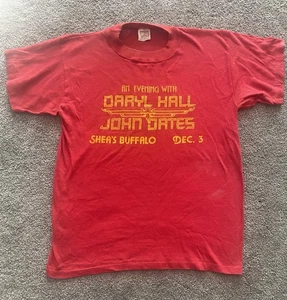 AN EVENING WITH
DARYL HALL
JOHN OATES
SHEA'S BUFFALO DEC. 3